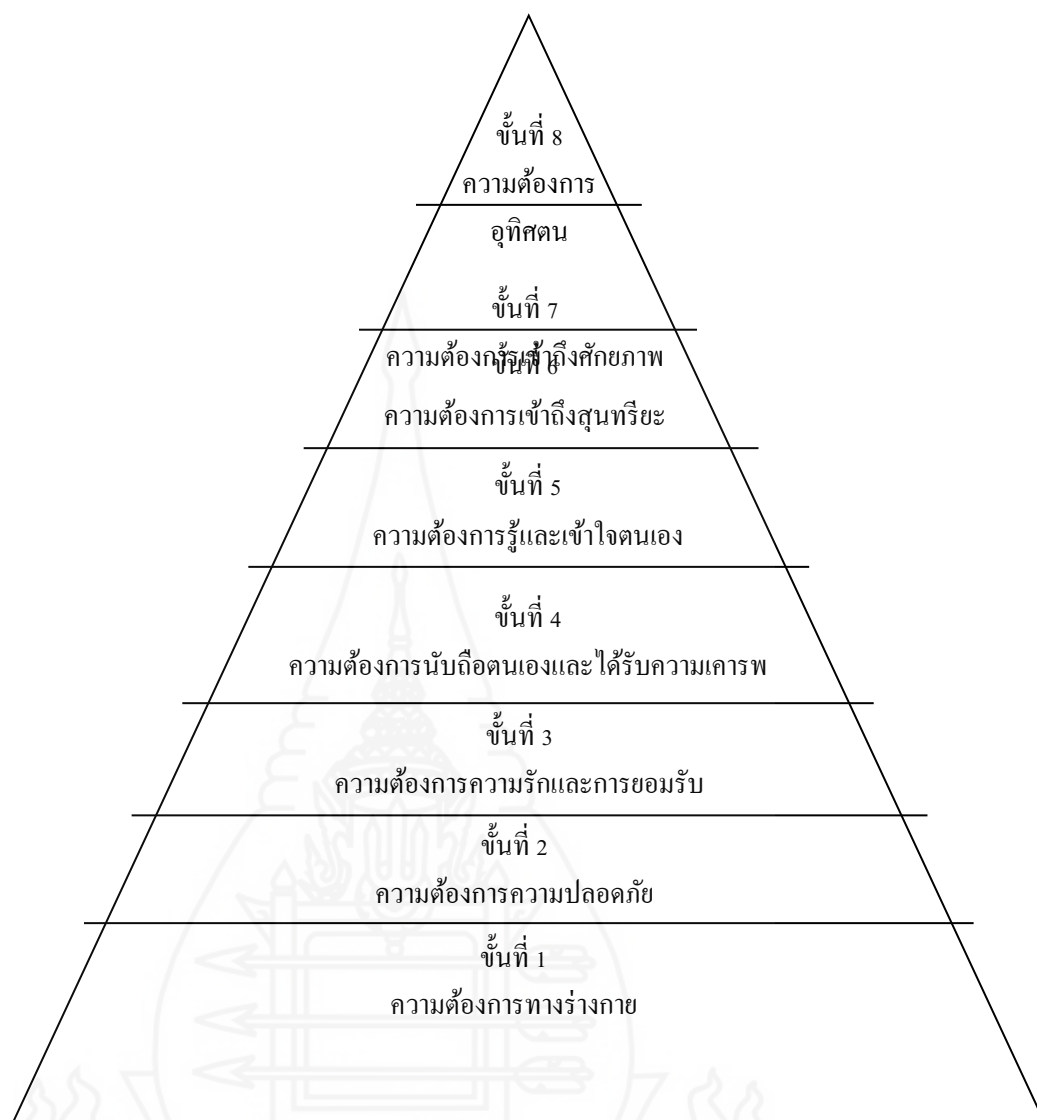 ขั้นที่ 8
ความต้องการ
อุทิศตน
ขั้นที่ 7
ความต้องการเข้าถึงศักยภาพ
ขั้นที่ 6
ความต้องการเข้าถึงสุนทรียะ
ขั้นที่ 5
ความต้องการรู้และเข้าใจตนเอง
ขั้นที่ 4
ความต้องการนับถือตนเองและได้รับความเคารพ
ขั้นที่ 3
ความต้องการความรักและการยอมรับ
ขั้นที่ 2
ความต้องการความปลอดภัย
ขั้นที่ 1
ความต้องการทางร่างกาย